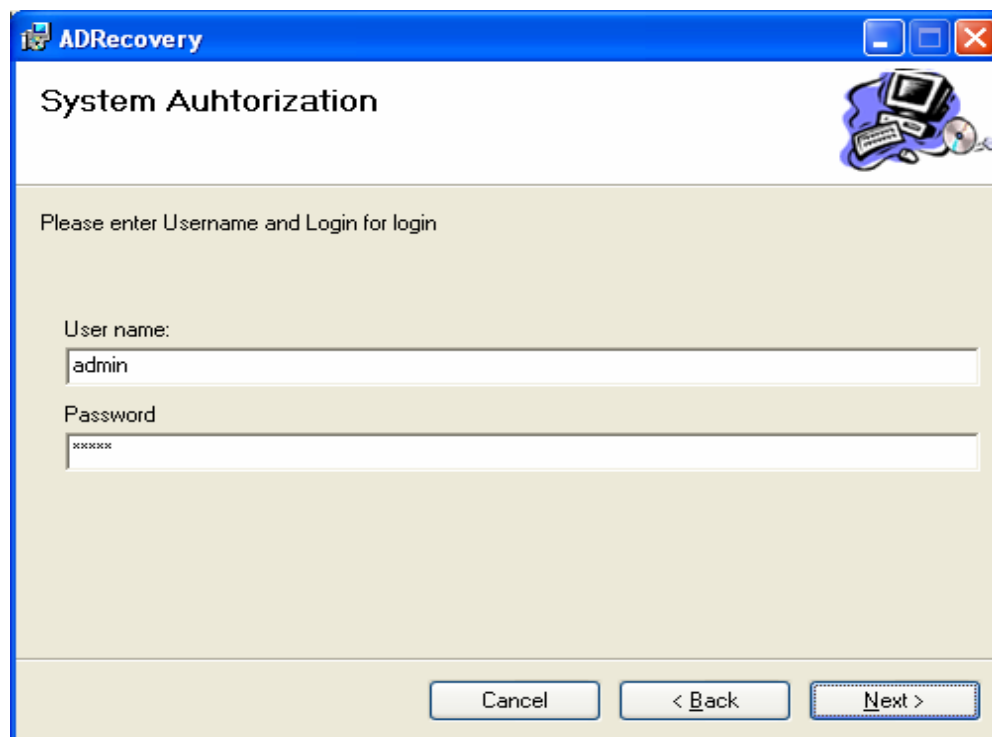 ADRecovery
System Auhtorization
Please enter Username and Login for login
User name:
admin
Password
*****
Cancel
< Back
Next >